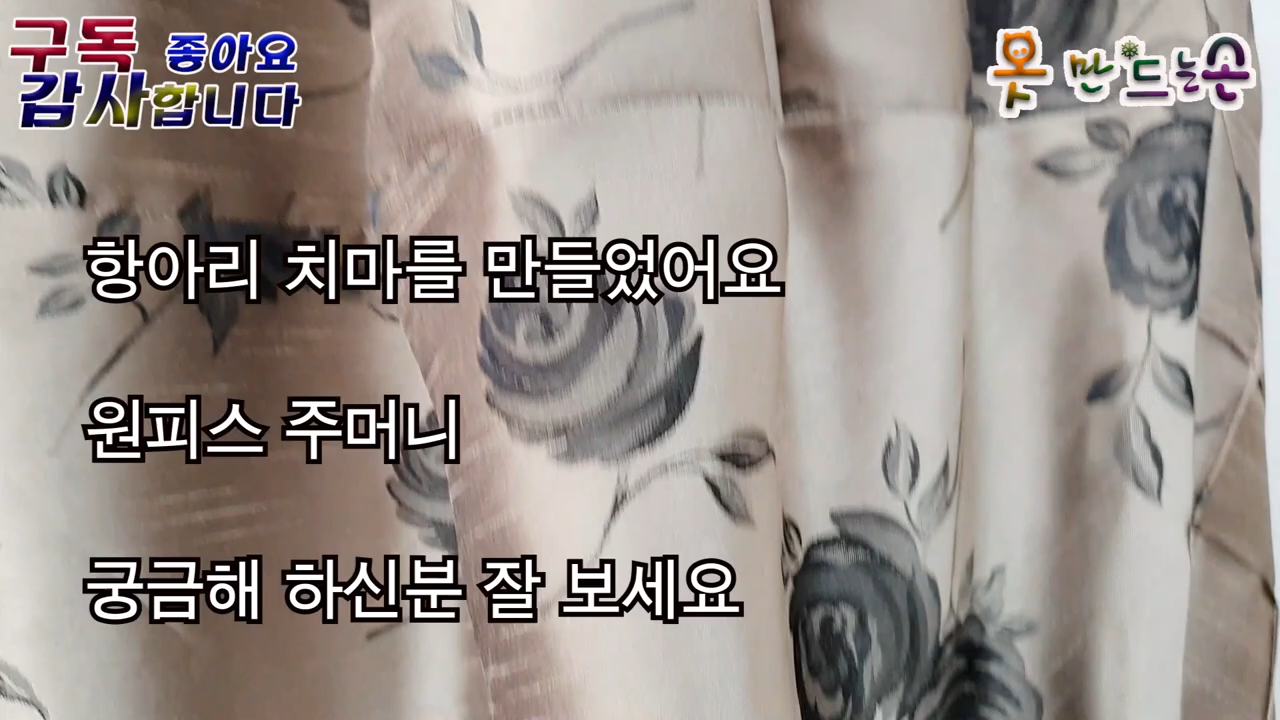 구독 좋아요
감사합니다
옷 만드는손
항아리 치마를 만들었어요
원피스 주머니
궁금해 하신분 잘 보세요